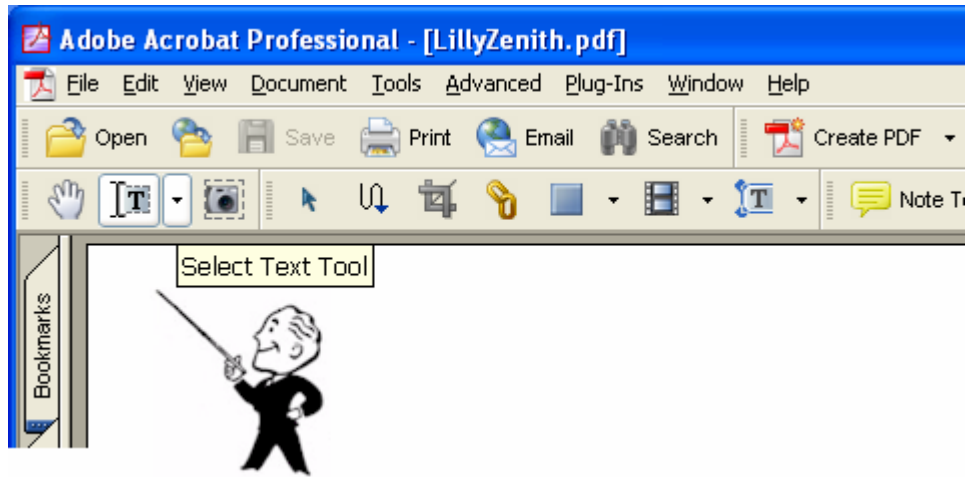 Adobe Acrobat Professional - [LillyZenith.pdf]
File Edit View Document Tools Advanced Plug-Ins Window Help
Open Save Print Email Search Create PDF
T T Note
Select Text Tool
Bookmarks